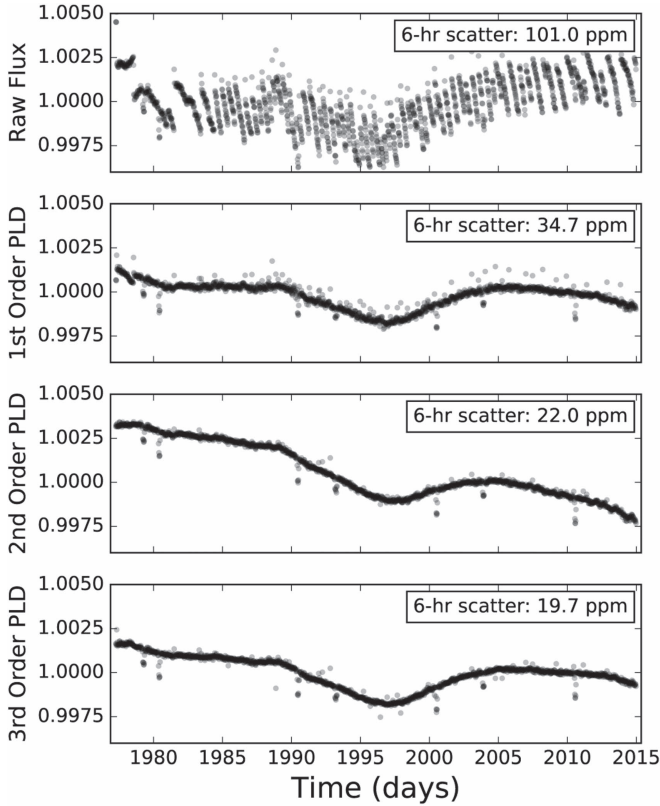 1.0050
1.0025
1.0000
0.9975
Raw Flux
6-hr scatter: 101.0 ppm
1.0050
1.0025
1.0000
0.9975
1st Order PLD
6-hr scatter: 34.7 ppm
1.0050
1.0025
1.0000
0.9975
2nd Order PLD
6-hr scatter: 22.0 ppm
1.0050
1.0025
1.0000
0.9975
3rd Order PLD
6-hr scatter: 19.7 ppm
1980 1985 1990 1995 2000 2005 2010 2015
Time (days)